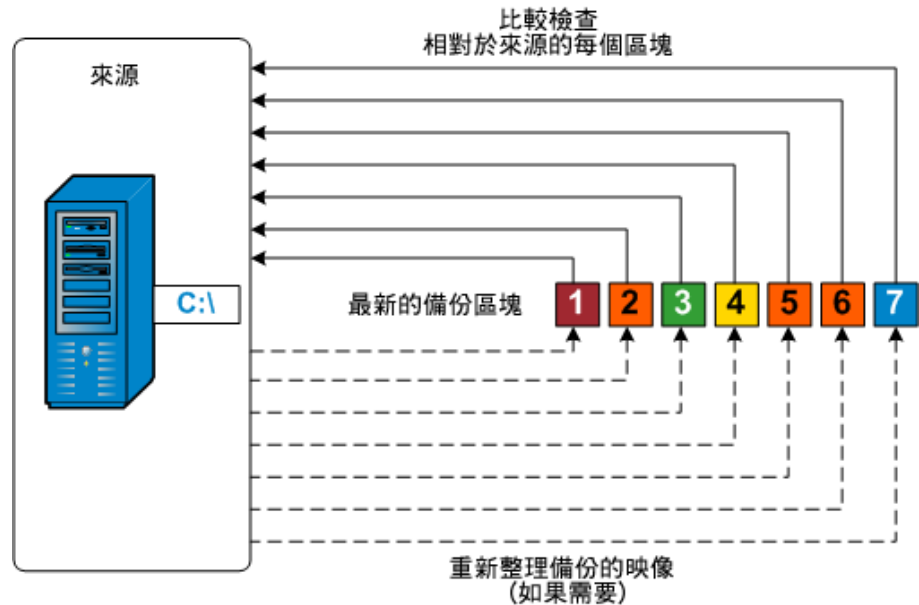 比較檢查
相對於來源的每個區塊
來源
C:\
最新的備份區塊
1 2 3 4 5 6 7
重新整理備份的映像
(如果需要)